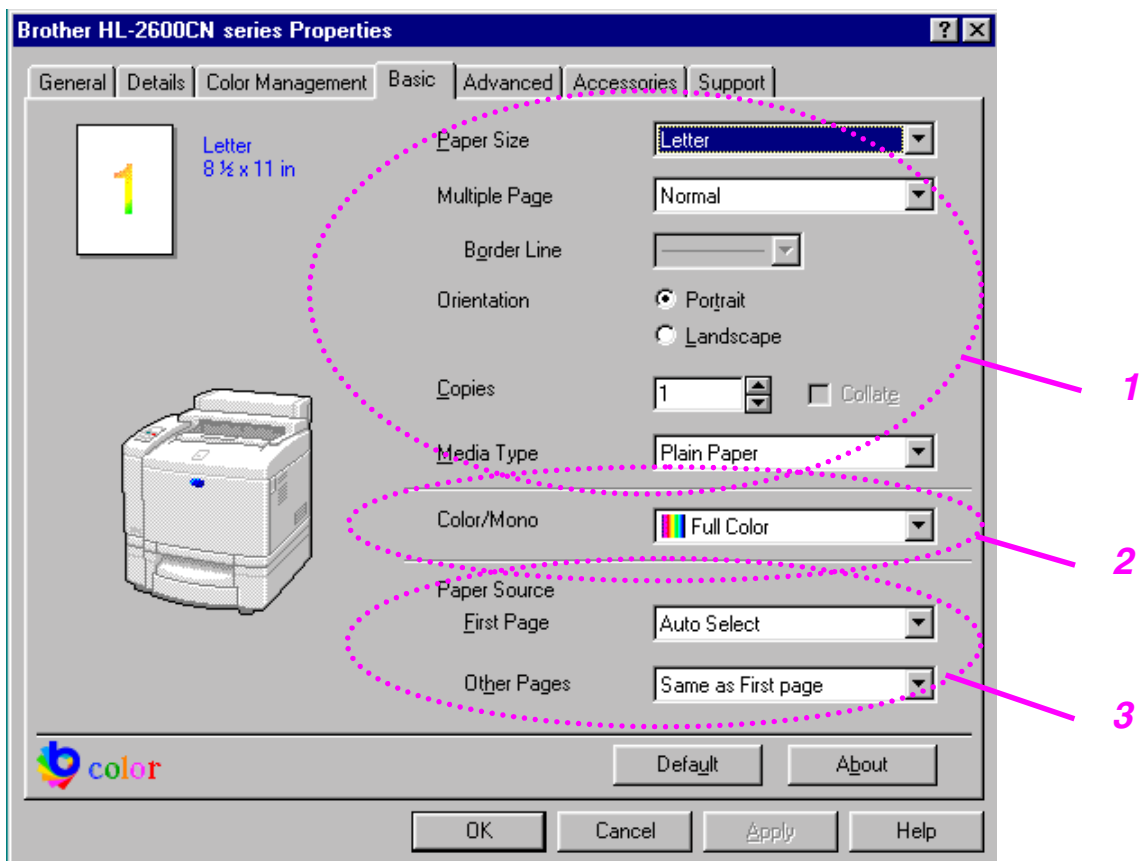 Brother HL-2600CN series Properties
General Details Color Management Basic Advanced Accessories Support
1
Letter
8 ½ x 11 in
Paper Size Letter
Multiple Page Normal
Border Line
Orientation Portrait
Landscape
Copies 1 Collate
1
Media Type Plain Paper
Color/Mono Full Color
2
Paper Source
First Page Auto Select
Other Pages Same as First page
3
color
Default About
OK Cancel Apply Help